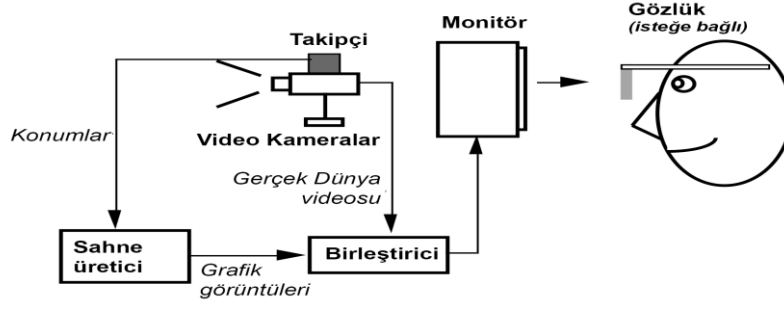 Gözlük
(isteğe bağlı)
Monitör
Takipçi
Konumlar
Video Kameralar
Gerçek Dünya
videosu
Sahne
üretici
Birleştirici
Grafik
görüntüleri